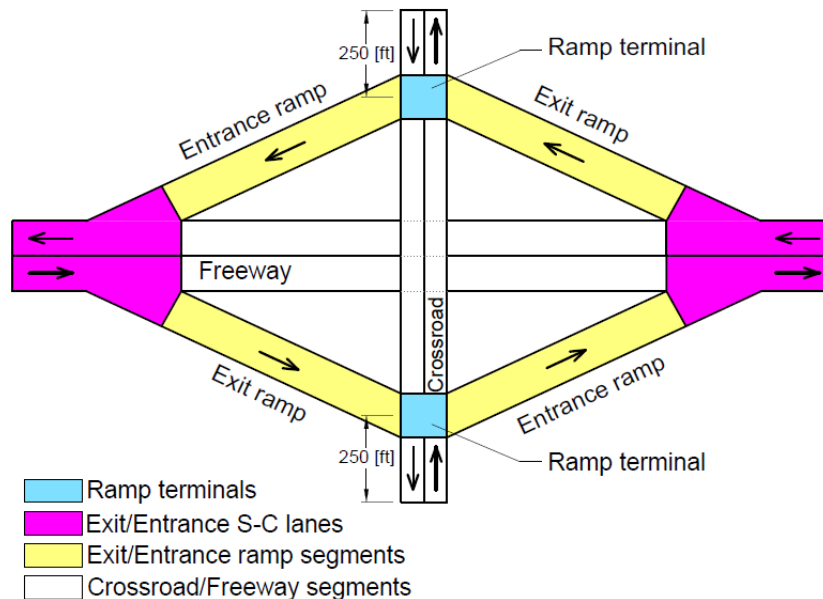 250 [ft]
Ramp terminal
Entrance ramp
Exit ramp
Freeway
Crossroad
Exit ramp
Entrance ramp
250 [ft]
Ramp terminal
Ramp terminals
Exit/Entrance S-C lanes
Exit/Entrance ramp segments
Crossroad/Freeway segments